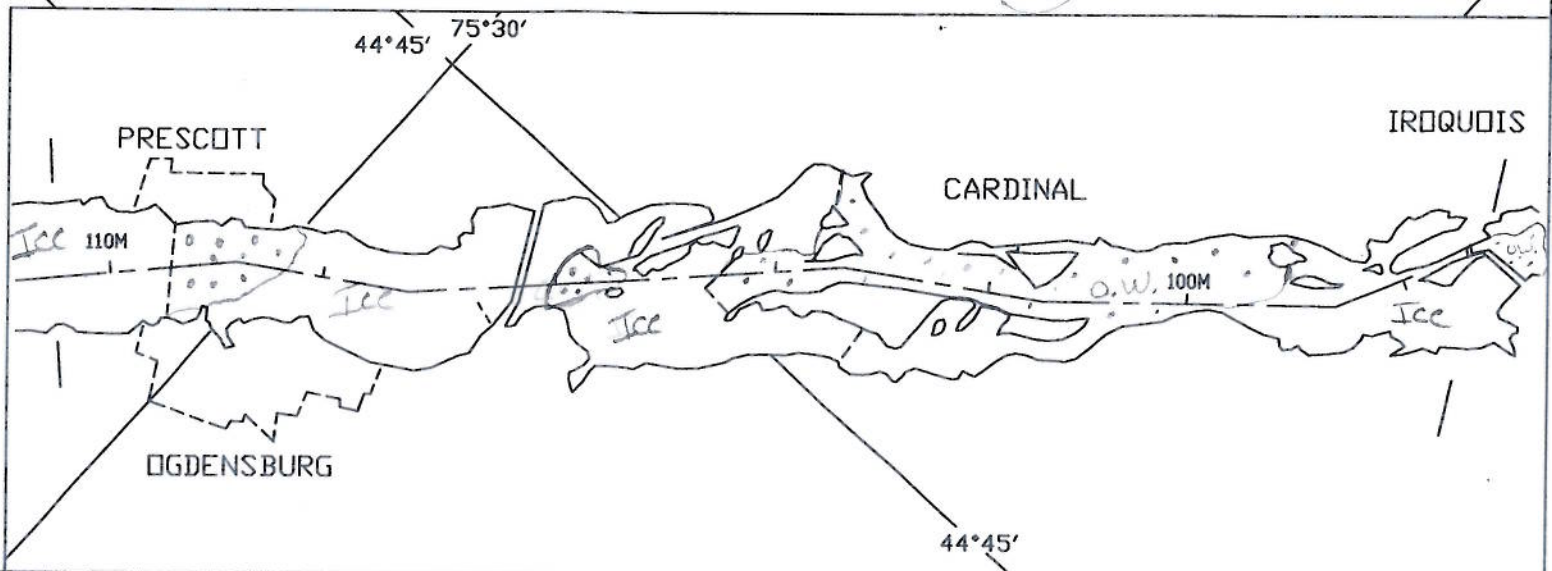 44°45′
75°30′
PRESCOTT
IROQUOIS
CARDINAL
Ice
110M
Ice
Ice
O.W.
100M
Ice
O.W.
OGDENSBURG
44°45′